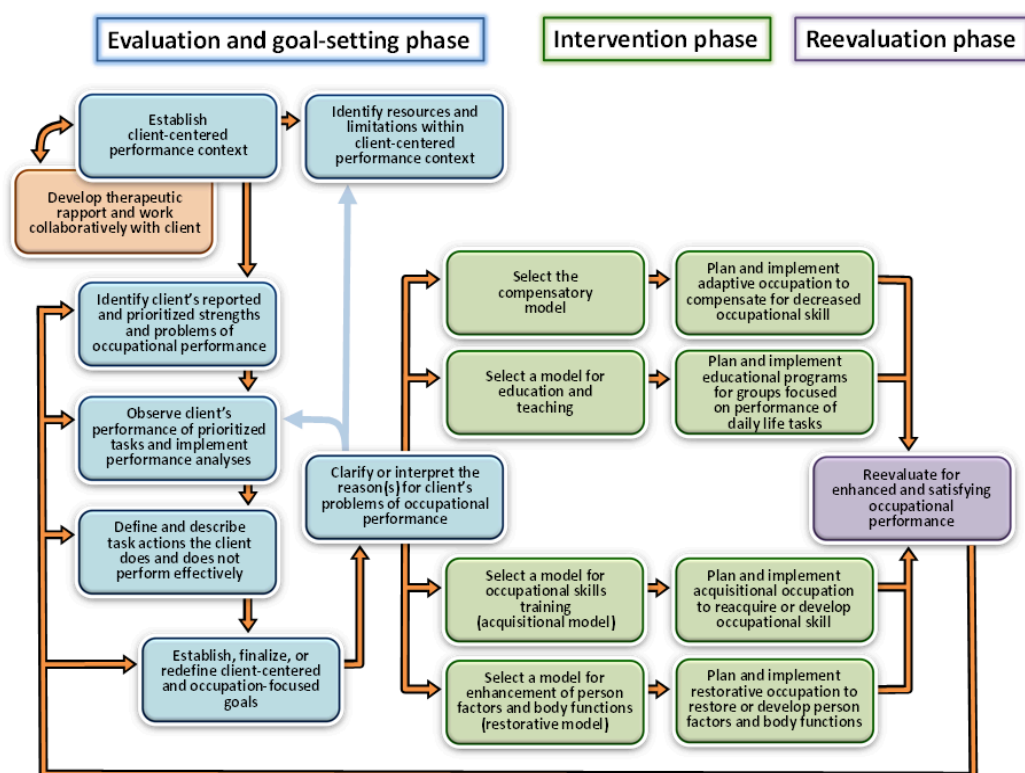 Evaluation and goal-setting phase
Intervention phase
Reevaluation phase
Establish
client-centered
performance context
Identify resources and
limitations within
client-centered
performance context
Develop therapeutic
rapport and work
collaboratively with client
Identify client's reported
and prioritized strengths
and problems of
occupational performance
Observe client's
performance of prioritized
tasks and implement
performance analyses
Define and describe
task actions the client
does and does not
perform effectively
Establish, finalize, or
redefine client-centered
and occupation-focused
goals
Clarify or interpret the
reason(s) for client's
problems of occupational
performance
Select the
compensatory
model
Plan and implement
adaptive occupation to
compensate for decreased
occupational skill
Select a model for
education and
teaching
Plan and implement
educational programs
for groups focused
on performance of
daily life tasks
Select a model for
occupational skills
training
(acquisitional model)
Plan and implement
acquisitional occupation
to reacquire or develop
occupational skill
Select a model for
enhancement of person
factors and body functions
(restorative model)
Plan and implement
restorative occupation to
restore or develop person
factors and body functions
Reevaluate for
enhanced and satisfying
occupational
performance